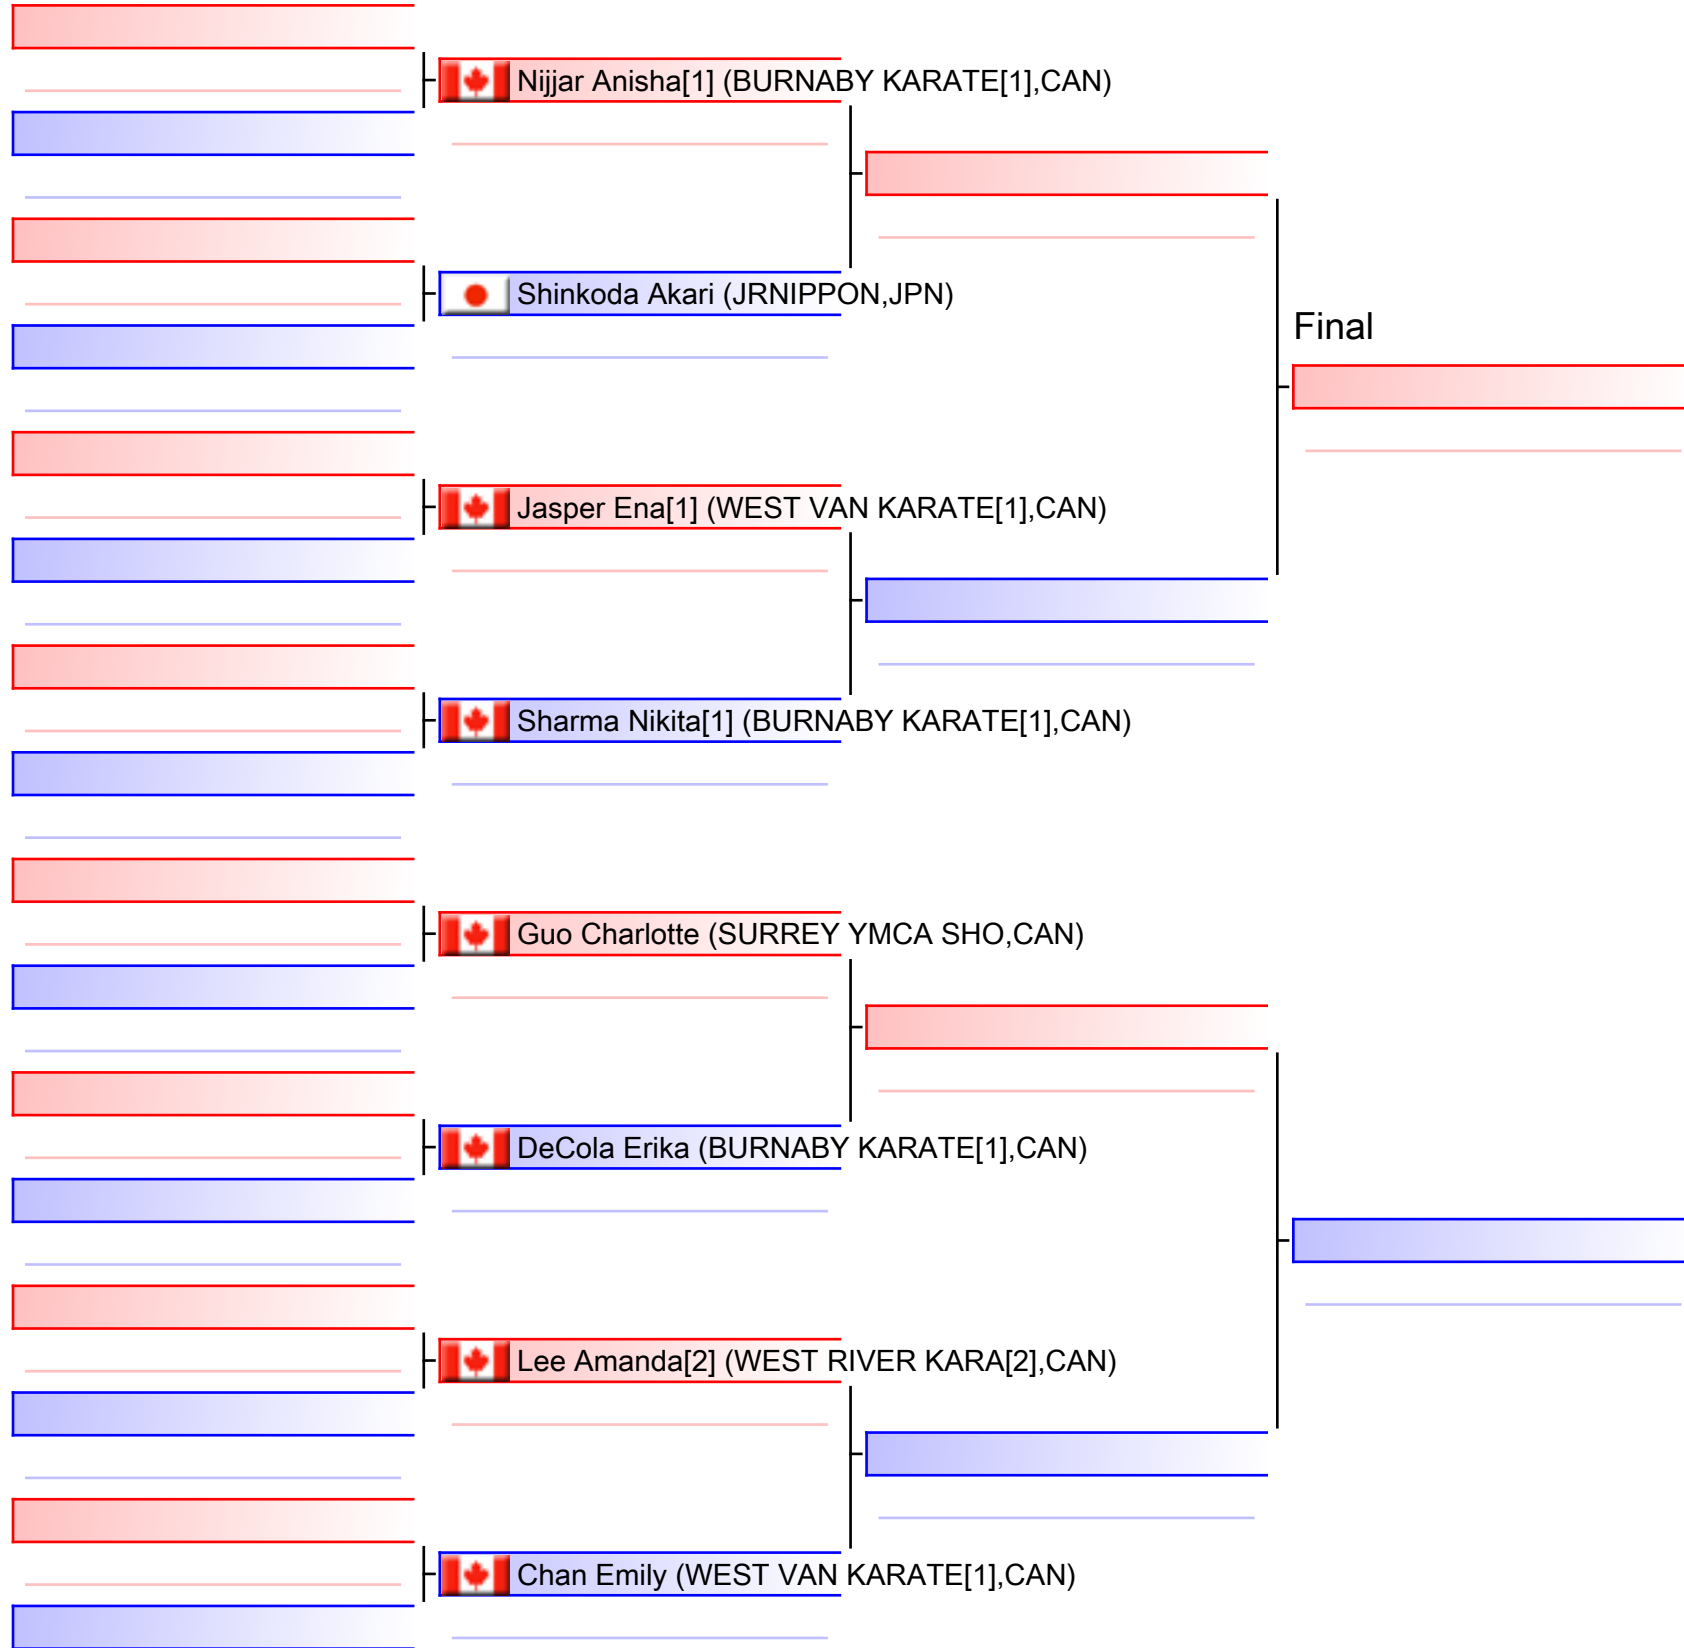 Nijjar Anisha[1] (BURNABY KARATE[1],CAN)
Shinkoda Akari (JRNIPPON,JPN)
Final
Jasper Ena[1] (WEST VAN KARATE[1],CAN)
Sharma Nikita[1] (BURNABY KARATE[1],CAN)
Guo Charlotte (SURREY YMCA SHO,CAN)
DeCola Erika (BURNABY KARATE[1],CAN)
Lee Amanda[2] (WEST RIVER KARA[2],CAN)
Chan Emily (WEST VAN KARATE[1],CAN)